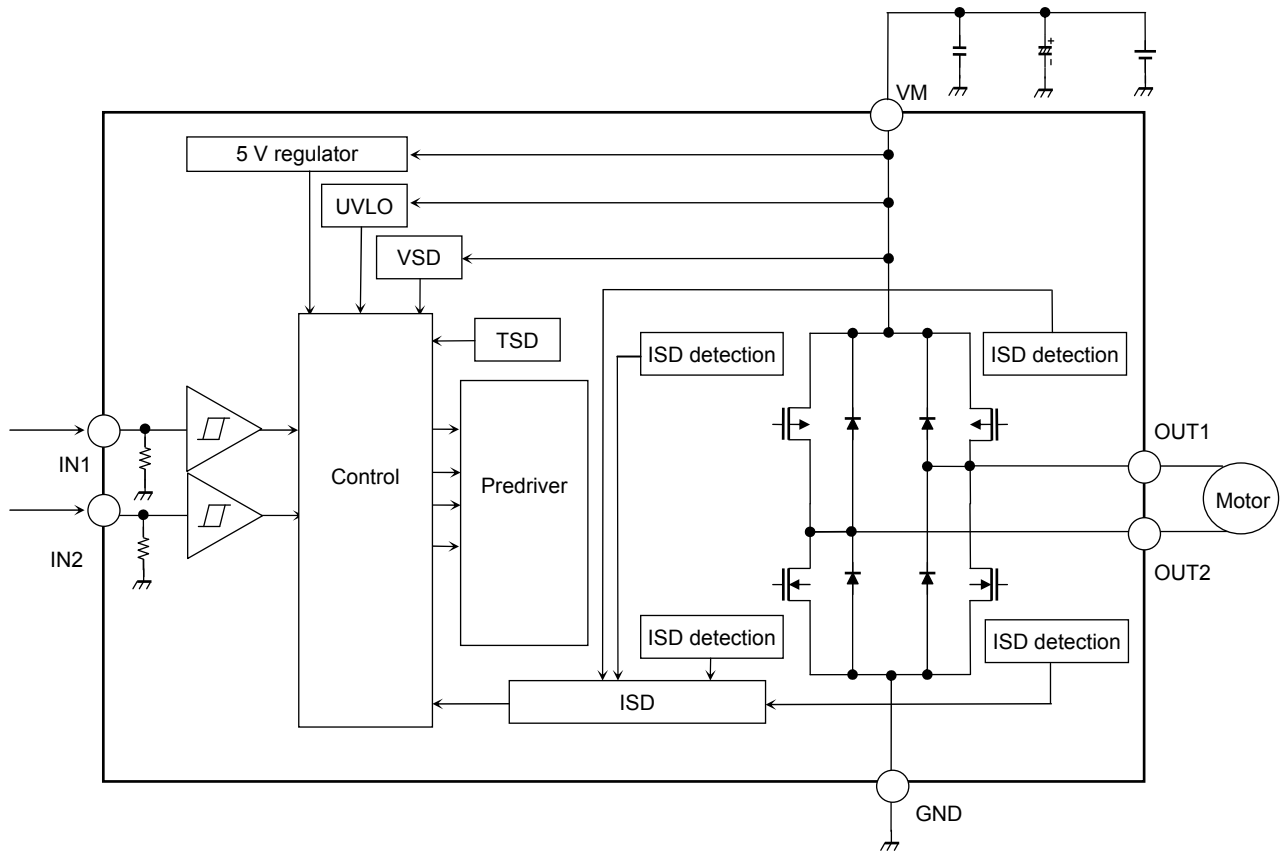 VM
5 V regulator
UVLO
VSD
TSD
ISD detection
ISD detection
IN1
Control
Predriver
OUT1
Motor
IN2
OUT2
ISD detection
ISD detection
ISD
GND
+
-